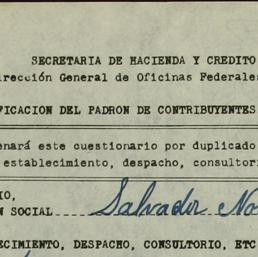 SECRETARIA DE HACIENDA Y CREDITO
irección General de Oficinas Federales
FICACION DEL PADRON DE CONTRIBUYENTES
enará este cuestionario por duplicado
establecimiento, despacho, consultori
IO,
N SOCIAL Salvador No
ECIMIENTO, DESPACHO, CONSULTORIO, ETC